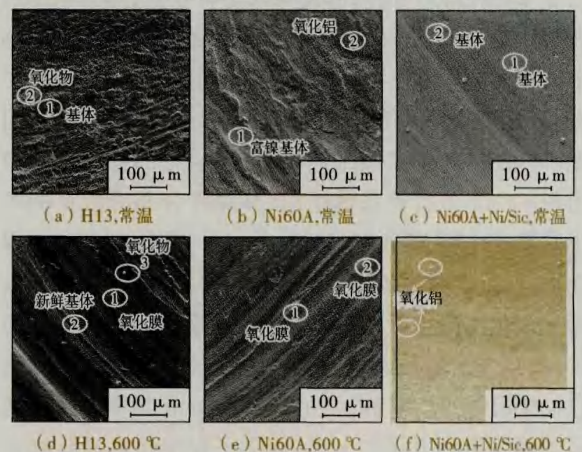 氧化物
②
①
基体
100 μm
(a) H13,常温
氧化铝
②
①
富镍基体
100 μm
(b) Ni60A,常温
②
基体
①
基体
100 μm
(c) Ni60A+Ni/Sic,常温
氧化物
3
新鲜基体
①
②
氧化膜
100 μm
(d) H13,600 ℃
②
氧化膜
①
氧化膜
100 μm
(e) Ni60A,600 ℃
氧化铝
100 μm
(f) Ni60A+Ni/Sic,600 ℃